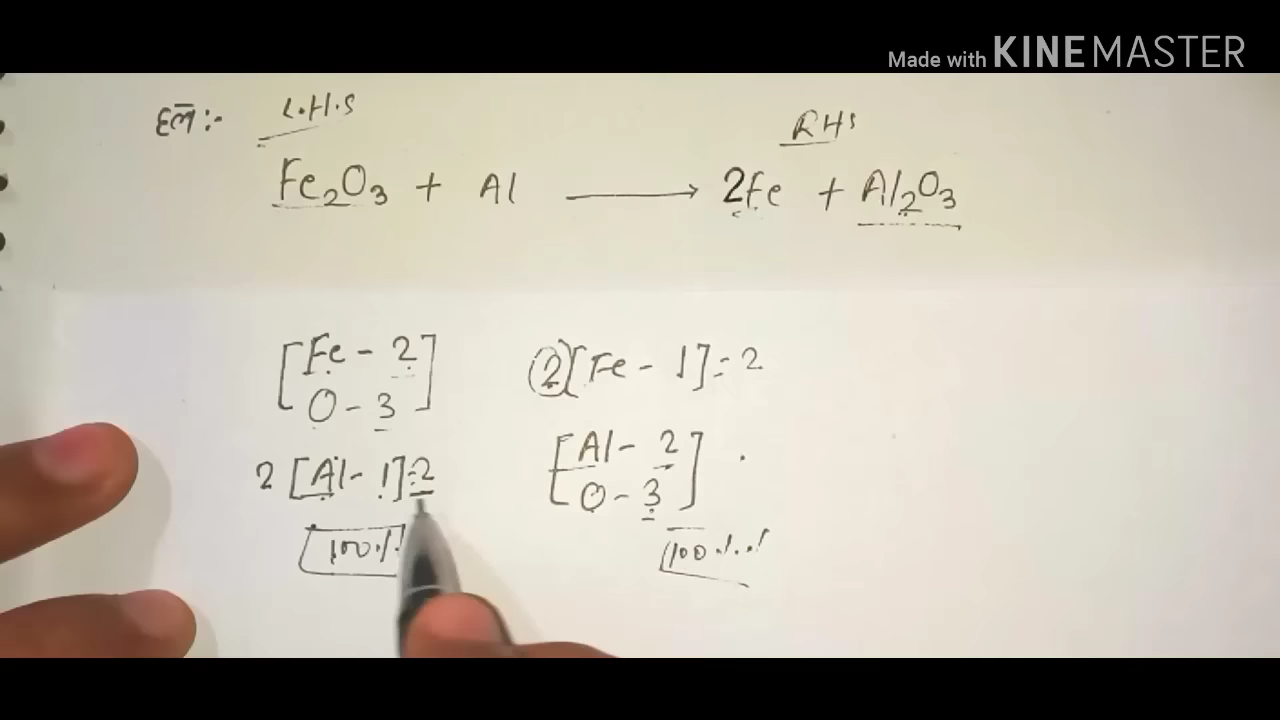 Made with KINEMASTER
हल:- L.H.S RHS
Fe₂O₃ + Al ⟶ 2Fe + Al₂O₃
[Fe - 2 ②[Fe - 1] = 2
O - 3]
2 [Al - 1] = 2 [Al - 2
O - 3]
100% 100%